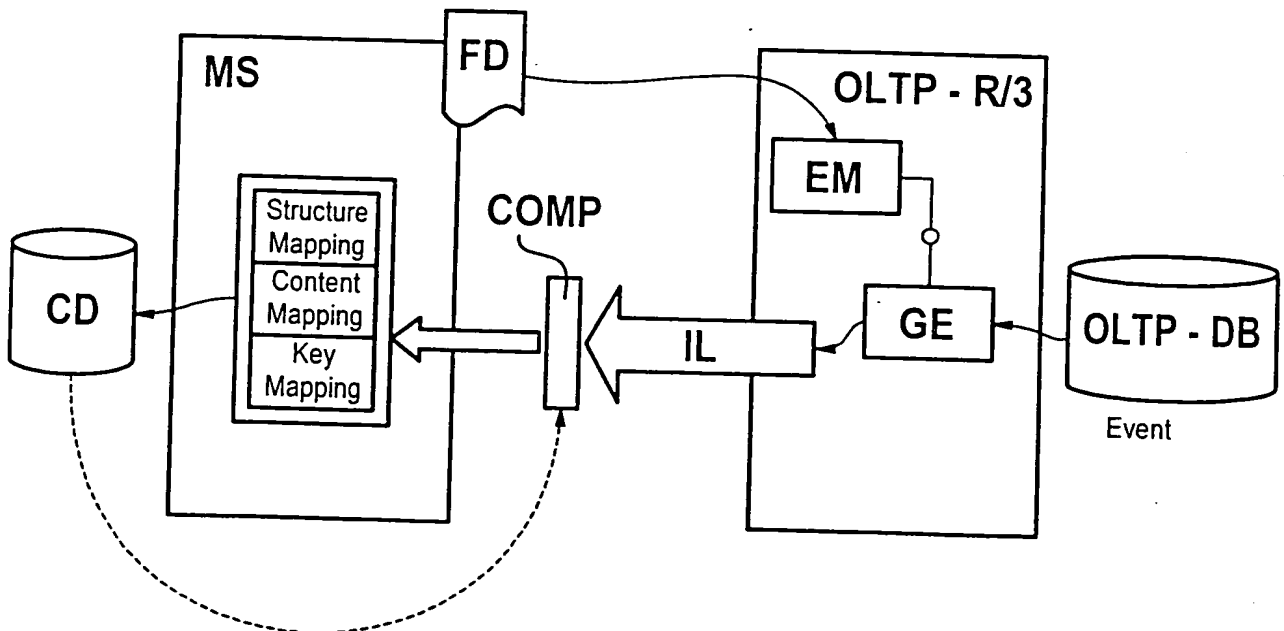 MS
FD
OLTP - R/3
EM
COMP
Structure
Mapping
Content
Mapping
Key
Mapping
CD
IL
GE
OLTP - DB
Event